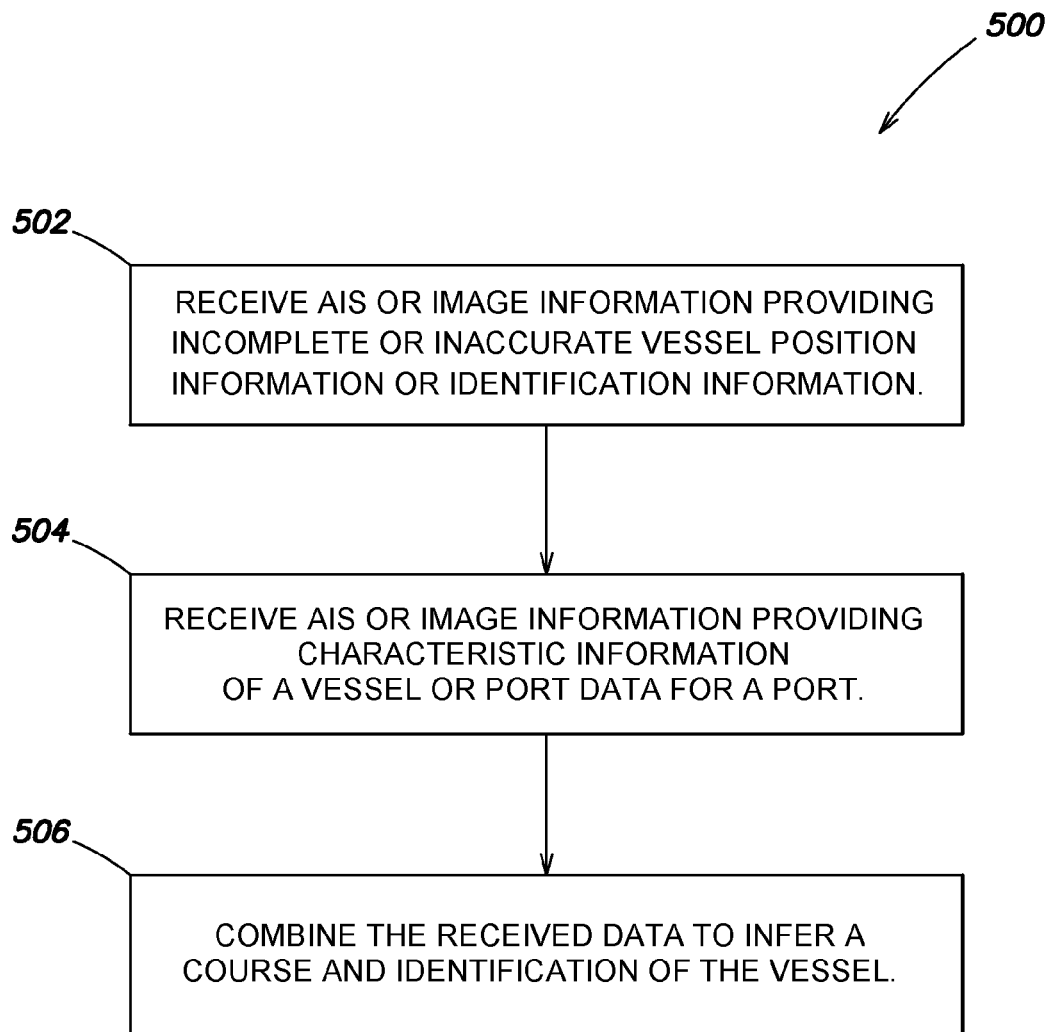 500
502
RECEIVE AIS OR IMAGE INFORMATION PROVIDING
INCOMPLETE OR INACCURATE VESSEL POSITION
INFORMATION OR IDENTIFICATION INFORMATION.
504
RECEIVE AIS OR IMAGE INFORMATION PROVIDING
CHARACTERISTIC INFORMATION
OF A VESSEL OR PORT DATA FOR A PORT.
506
COMBINE THE RECEIVED DATA TO INFER A
COURSE AND IDENTIFICATION OF THE VESSEL.